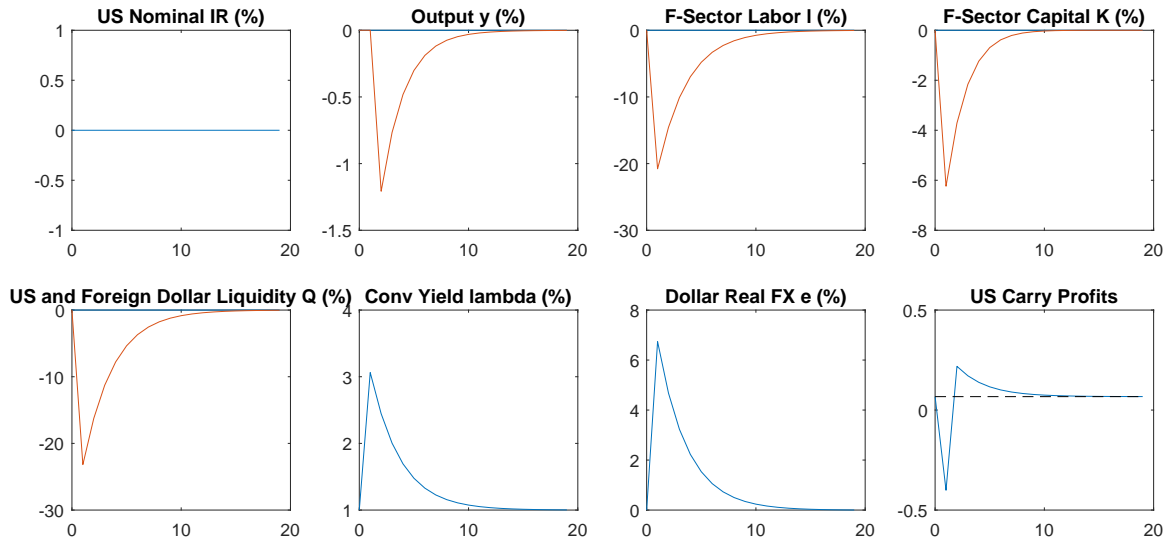 US Nominal IR (%)
1
0.5
0
-0.5
-1
0 10 20
Output y (%)
0
-0.5
-1
-1.5
0 10 20
F-Sector Labor l (%)
0
-10
-20
-30
0 10 20
F-Sector Capital K (%)
0
-2
-4
-6
-8
0 10 20
US and Foreign Dollar Liquidity Q (%)
0
-10
-20
-30
0 10 20
Conv Yield lambda (%)
4
3
2
1
0 10 20
Dollar Real FX e (%)
8
6
4
2
0
0 10 20
US Carry Profits
0.5
0
-0.5
0 10 20